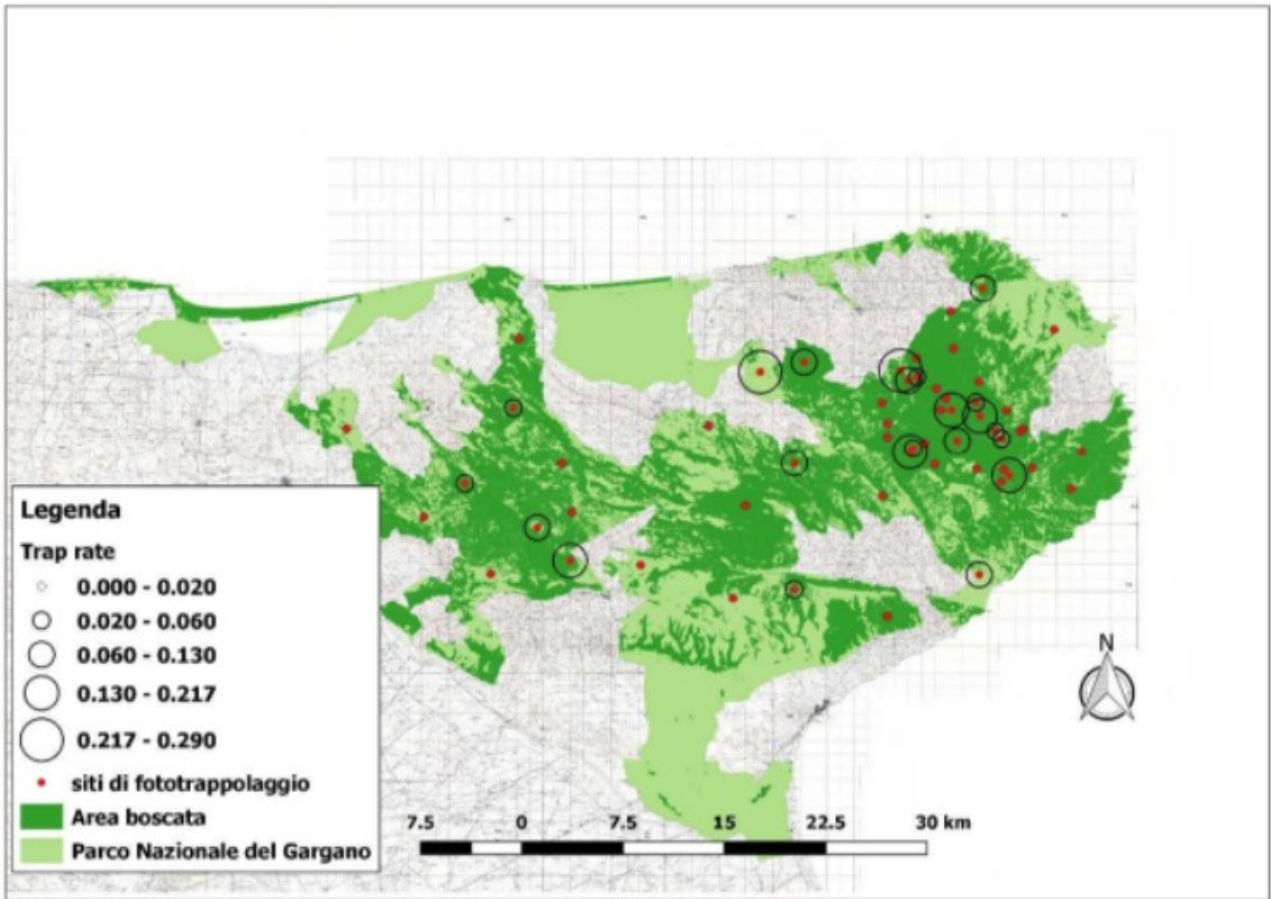 Legenda
Trap rate
0.000 - 0.020
0.020 - 0.060
0.060 - 0.130
0.130 - 0.217
0.217 - 0.290
siti di fototrappolaggio
Area boscata
Parco Nazionale del Gargano
N
7.5 0 7.5 15 22.5 30 km